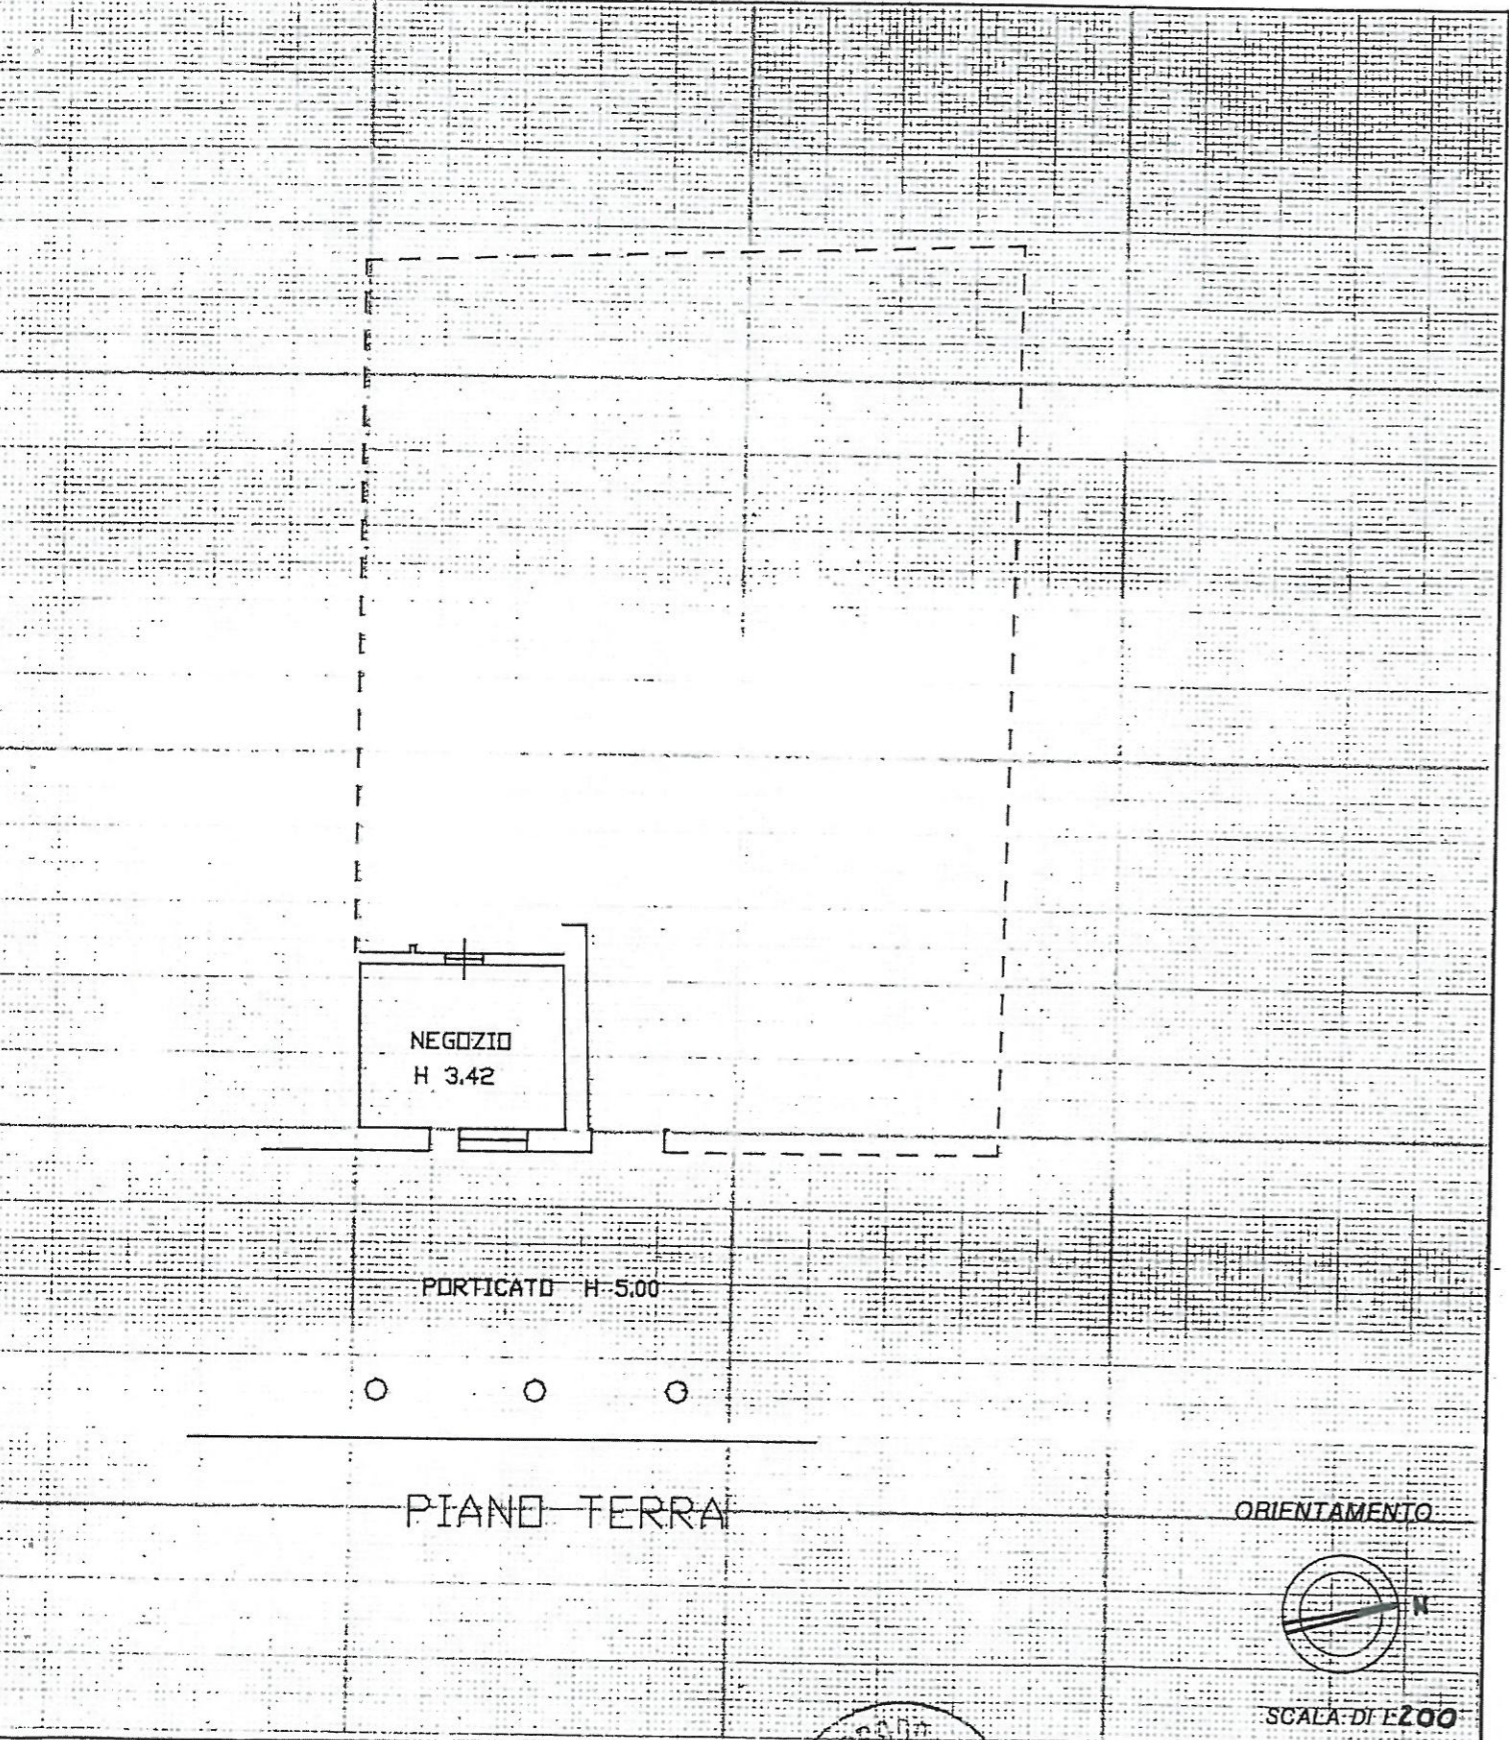 NEGOZIO
H 3.42
PORTICATO H 5.00
PIANO TERRA
ORIENTAMENTO
N
SCALA DI 1:200